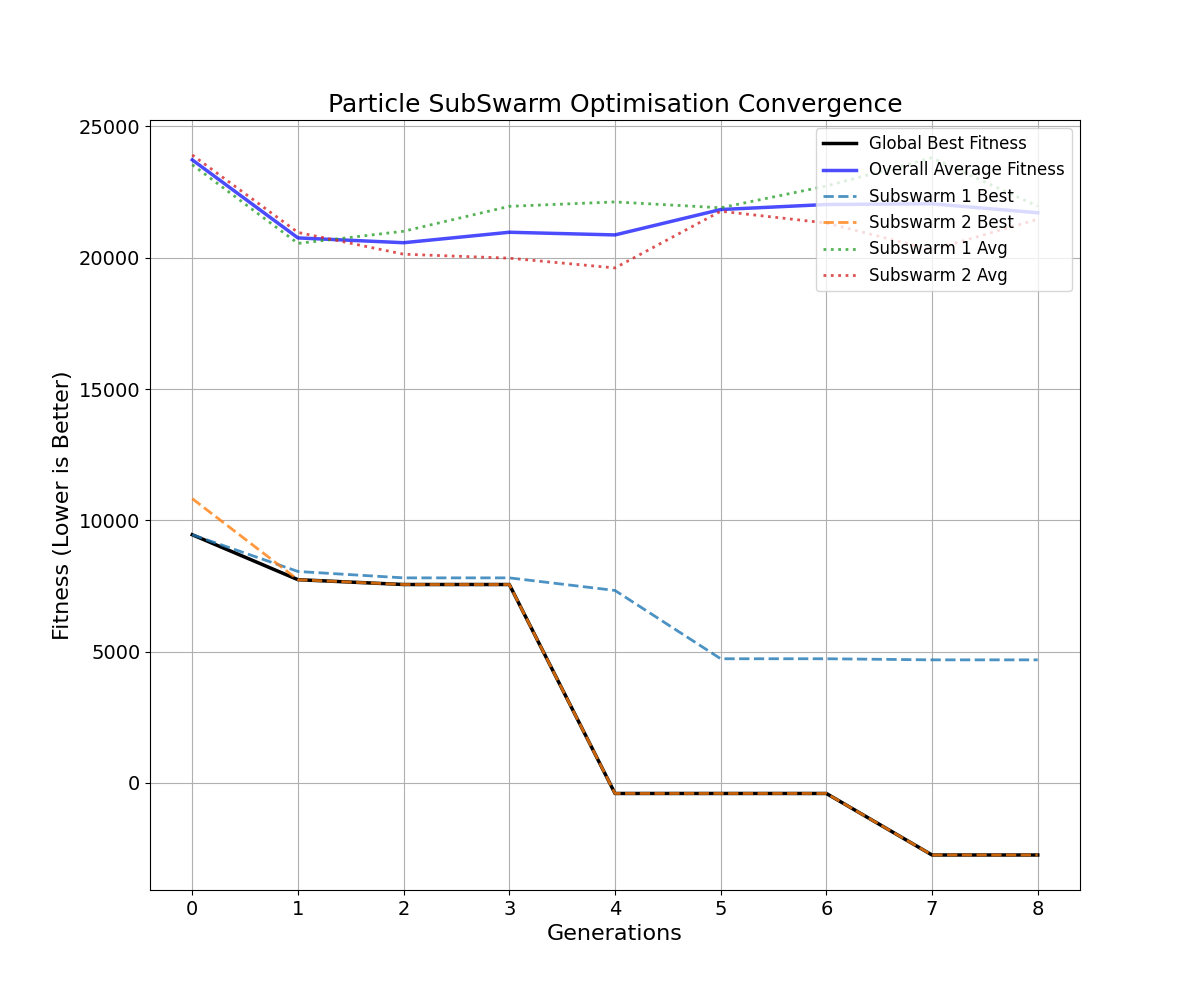 Particle SubSwarm Optimisation Convergence
25000
20000
15000
10000
5000
0
Fitness (Lower is Better)
Global Best Fitness
Overall Average Fitness
Subswarm 1 Best
Subswarm 2 Best
Subswarm 1 Avg
Subswarm 2 Avg
0 1 2 3 4 5 6 7 8
Generations